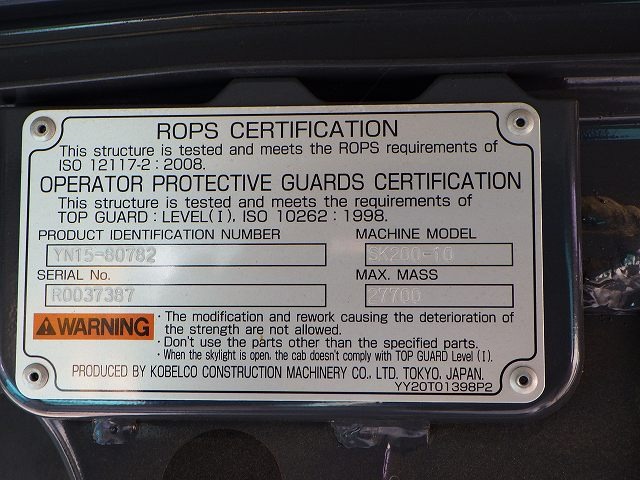 ROPS CERTIFICATION
This structure is tested and meets the ROPS requirements of
ISO 12117-2 : 2008.
OPERATOR PROTECTIVE GUARDS CERTIFICATION
This structure is tested and meets the requirements of
TOP GUARD : LEVEL(I), ISO 10262 : 1998.
PRODUCT IDENTIFICATION NUMBER MACHINE MODEL
YN15-80782 SK200-10
SERIAL No. MAX. MASS
R0037387 27700
WARNING
· The modification and rework causing the deterioration of
the strength are not allowed.
· Don't use the parts other than the specified parts.
· When the skylight is open, the cab doesn't comply with TOP GUARD Level (I).
PRODUCED BY KOBELCO CONSTRUCTION MACHINERY CO., LTD. TOKYO, JAPAN.
YY20T01398P2